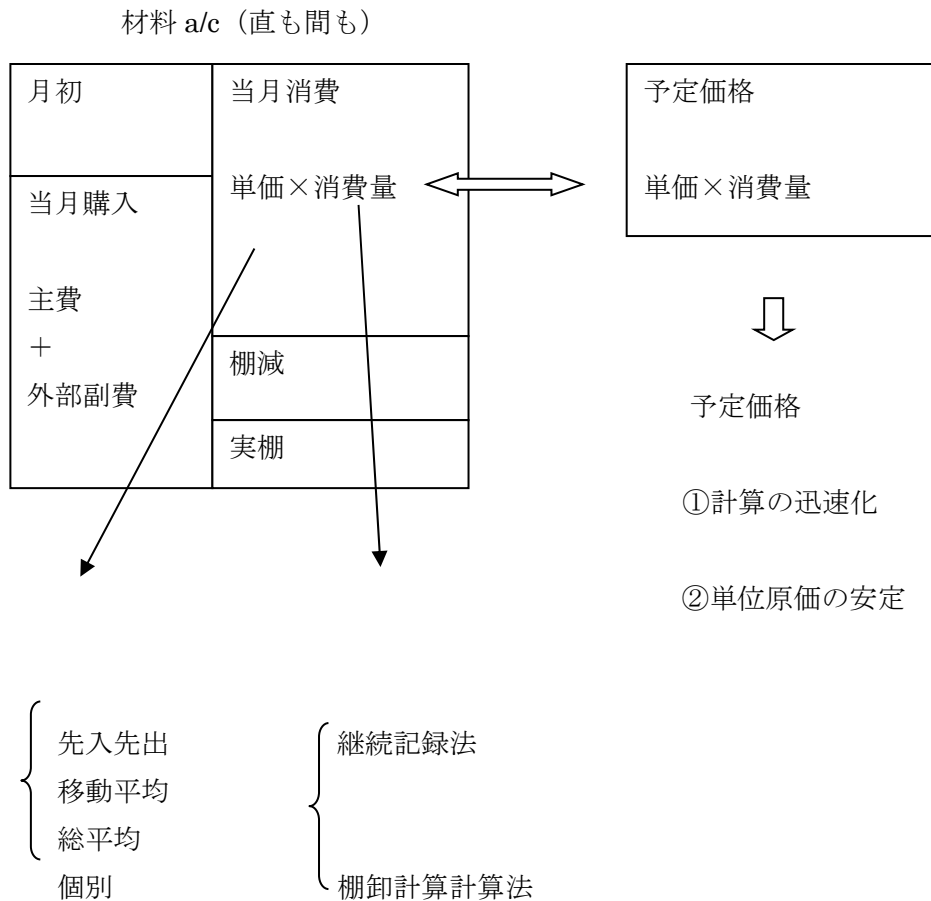 材料 a/c（直も間も）
月初
当月購入
主費
＋
外部副費
当月消費
単価×消費量
棚減
実棚
予定価格
単価×消費量
予定価格
①計算の迅速化
②単位原価の安定
先入先出
移動平均
総平均
個別
継続記録法
棚卸計算計算法